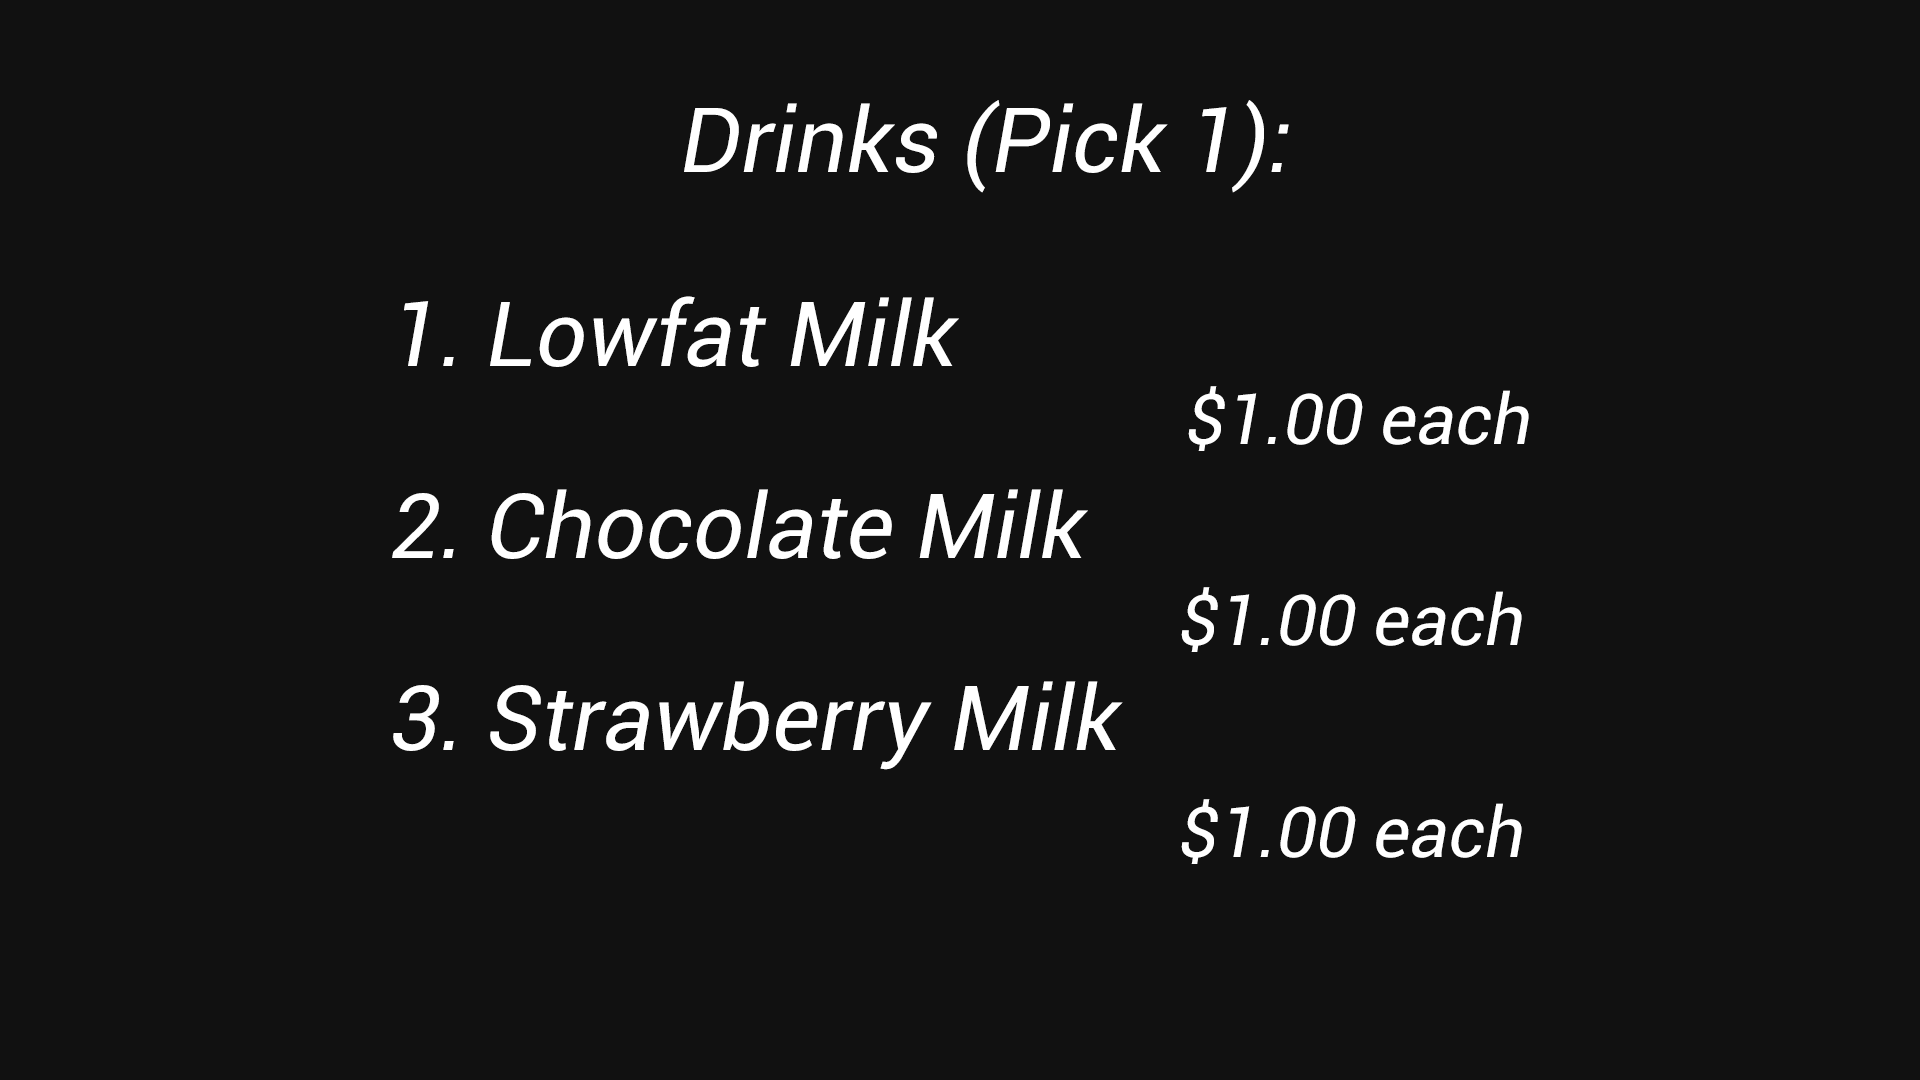 Drinks (Pick 1):
1. Lowfat Milk
$1.00 each
2. Chocolate Milk
$1.00 each
3. Strawberry Milk
$1.00 each